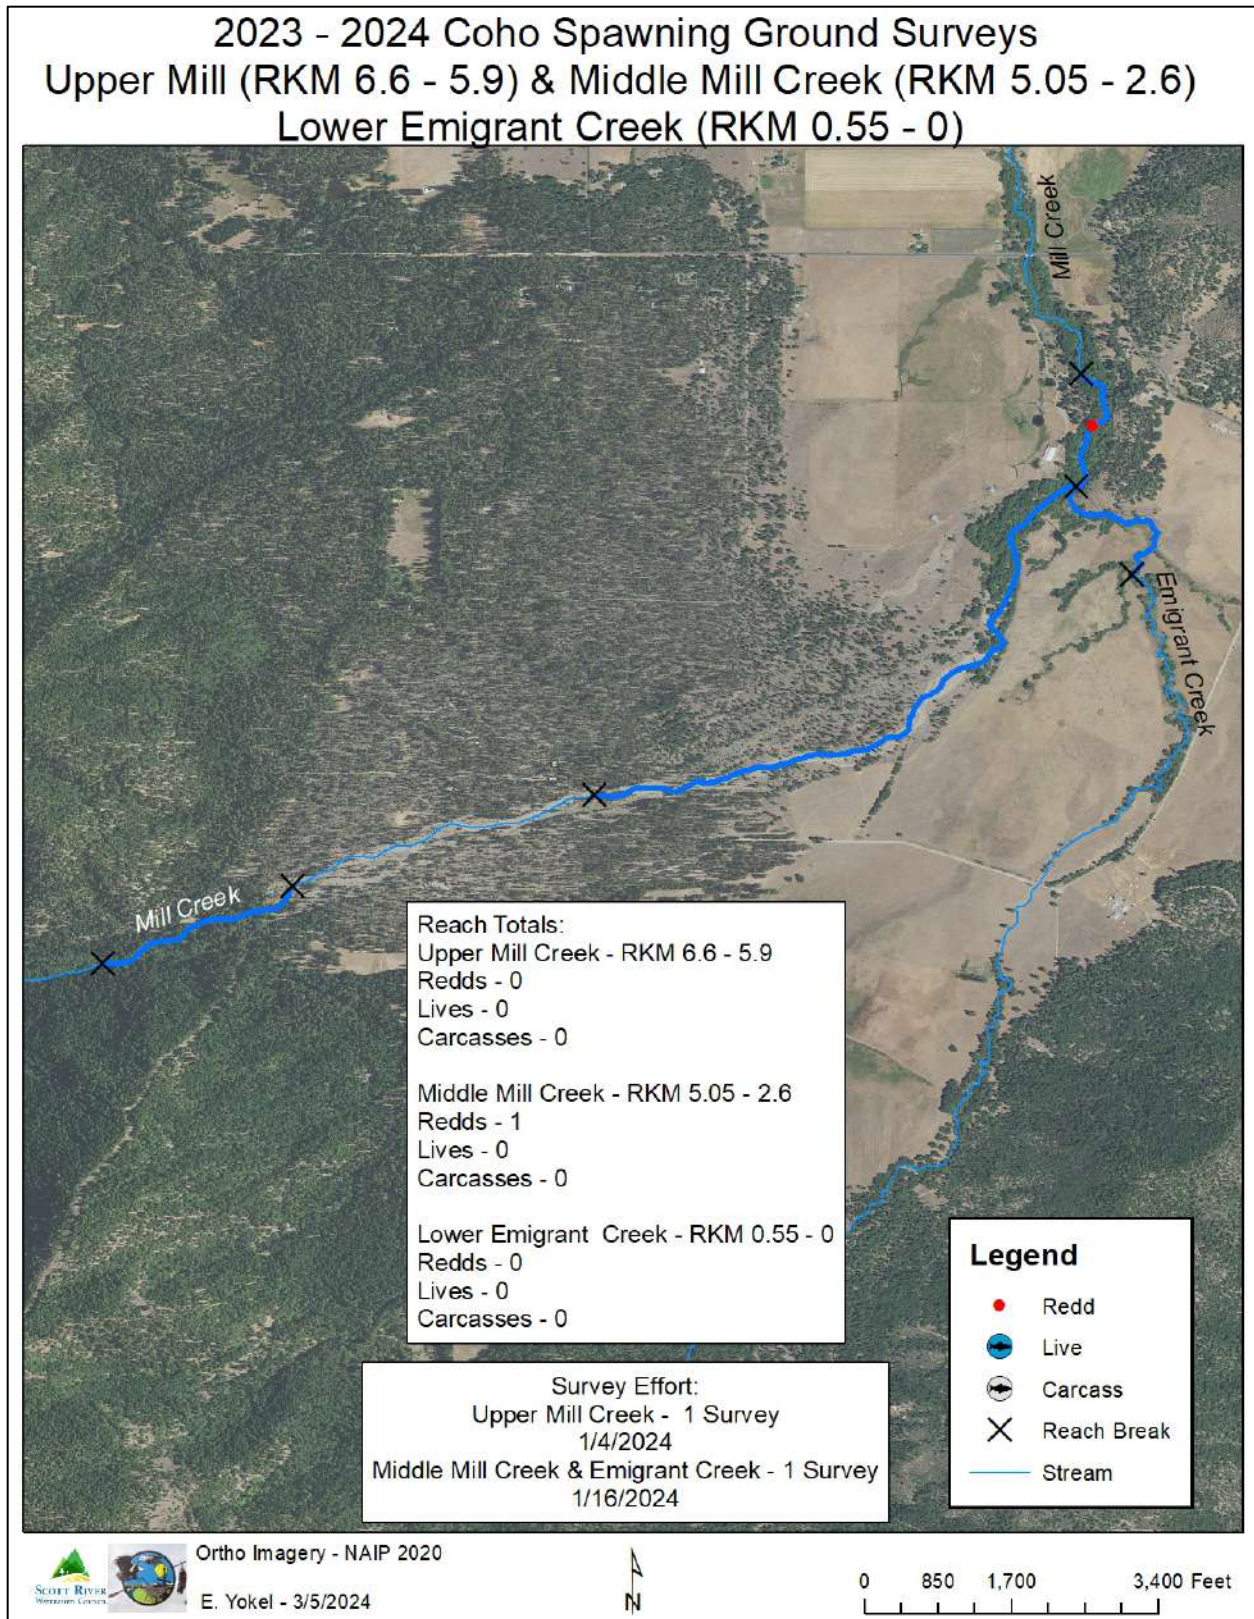 2023 - 2024 Coho Spawning Ground Surveys
Upper Mill (RKM 6.6 - 5.9) & Middle Mill Creek (RKM 5.05 - 2.6)
Lower Emigrant Creek (RKM 0.55 - 0)
Mill Creek
Emigrant Creek
Mill Creek
Reach Totals:
Upper Mill Creek - RKM 6.6 - 5.9
Redds - 0
Lives - 0
Carcasses - 0
Middle Mill Creek - RKM 5.05 - 2.6
Redds - 1
Lives - 0
Carcasses - 0
Lower Emigrant Creek - RKM 0.55 - 0
Redds - 0
Lives - 0
Carcasses - 0
Survey Effort:
Upper Mill Creek - 1 Survey
1/4/2024
Middle Mill Creek & Emigrant Creek - 1 Survey
1/16/2024
Legend
Redd
Live
Carcass
Reach Break
Stream
SCOTT RIVER
WATERSHED COUNCIL
Ortho Imagery - NAIP 2020
E. Yokel - 3/5/2024
N
0 850 1,700 3,400 Feet